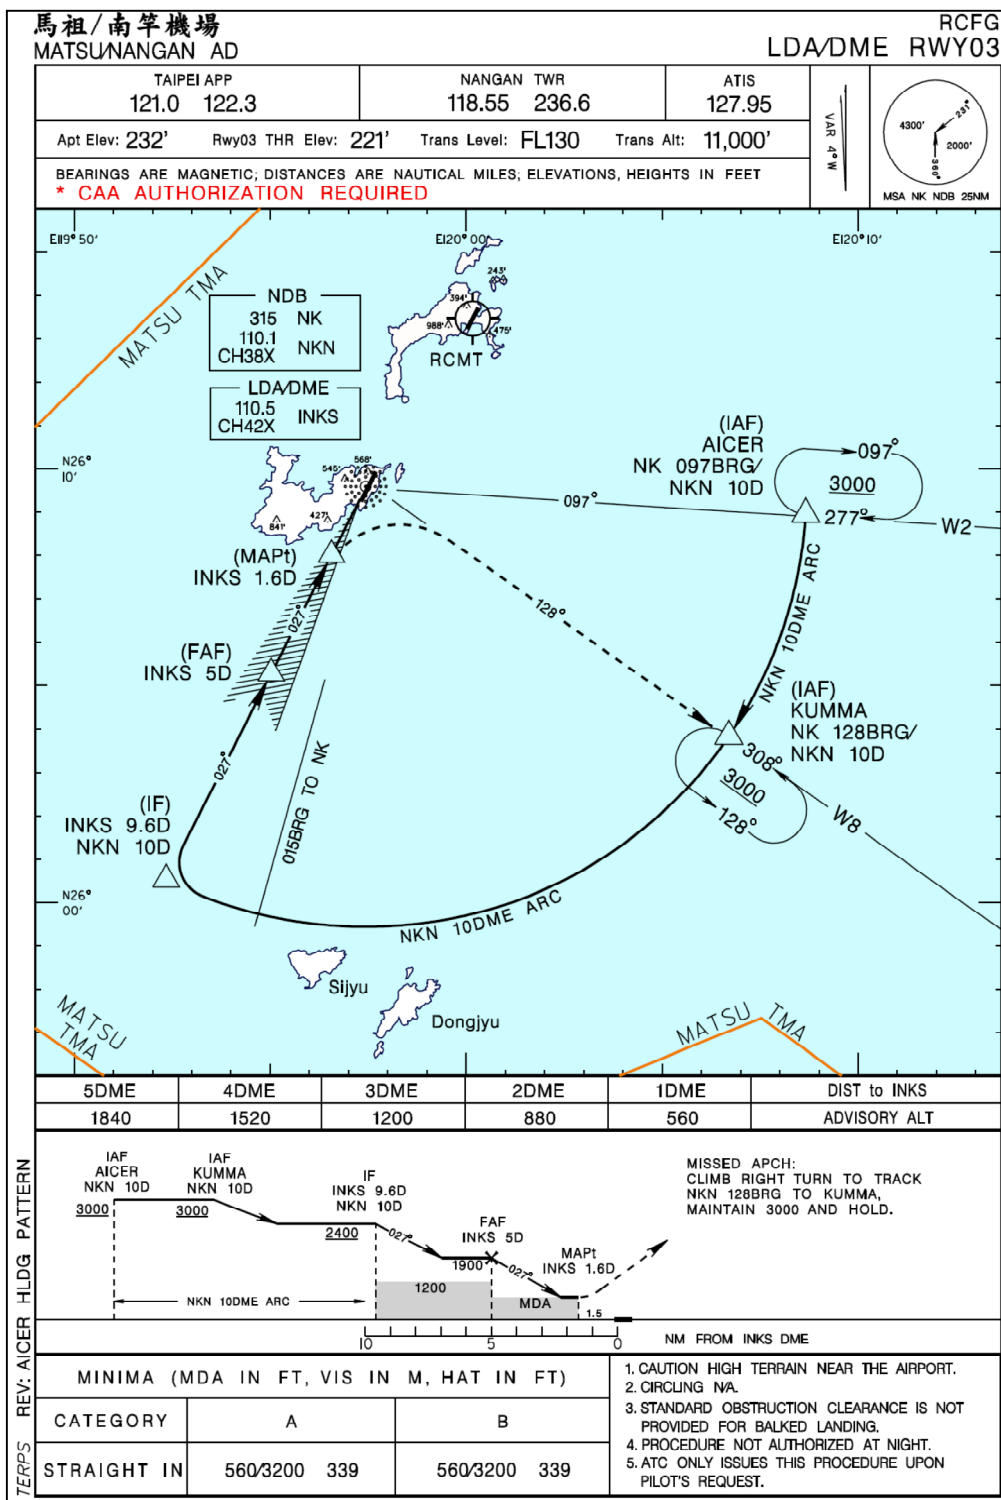 馬祖/南竿機場
MATSU/NANGAN AD
RCFG
LDA/DME RWY03
TAIPEI APP
121.0 122.3
NANGAN TWR
118.55 236.6
ATIS
127.95
Apt Elev: 232' Rwy03 THR Elev: 221' Trans Level: FL130 Trans Alt: 11,000'
BEARINGS ARE MAGNETIC; DISTANCES ARE NAUTICAL MILES; ELEVATIONS, HEIGHTS IN FEET
* CAA AUTHORIZATION REQUIRED
VAR 4°W
4300'
231°
2000'
360°
MSA NK NDB 25NM
E119° 50'
E120° 00'
E120° 10'
MATSU TMA
NDB
315 NK
110.1
CH38X NKN
LDA/DME
110.5
CH42X INKS
243'
394'
988'
475'
RCMT
N26°
10'
545'
568'
427'
841'
(IAF)
AICER
NK 097BRG/
NKN 10D
097°
3000
277°
097°
W2
(MAPt)
INKS 1.6D
027°
128°
NKN 10DME ARC
(FAF)
INKS 5D
(IAF)
KUMMA
NK 128BRG/
NKN 10D
308°
3000
128°
W8
027°
015BRG TO NK
(IF)
INKS 9.6D
NKN 10D
N26°
00'
NKN 10DME ARC
Sijyu
Dongjyu
MATSU
TMA
MATSU TMA
5DME 4DME 3DME 2DME 1DME DIST to INKS
1840 1520 1200 880 560 ADVISORY ALT
IAF
AICER
NKN 10D
3000
IAF
KUMMA
NKN 10D
3000
IF
INKS 9.6D
NKN 10D
2400
027°
FAF
INKS 5D
1900
027°
MAPt
INKS 1.6D
1200
MDA
1.5
NKN 10DME ARC
10 5 0
NM FROM INKS DME
MISSED APCH:
CLIMB RIGHT TURN TO TRACK
NKN 128BRG TO KUMMA,
MAINTAIN 3000 AND HOLD.
MINIMA (MDA IN FT, VIS IN M, HAT IN FT)
CATEGORY A B
STRAIGHT IN 560/3200 339 560/3200 339
1. CAUTION HIGH TERRAIN NEAR THE AIRPORT.
2. CIRCLING N/A.
3. STANDARD OBSTRUCTION CLEARANCE IS NOT
PROVIDED FOR BALKED LANDING.
4. PROCEDURE NOT AUTHORIZED AT NIGHT.
5. ATC ONLY ISSUES THIS PROCEDURE UPON
PILOT'S REQUEST.
TERPS REV: AICER HLDG PATTERN